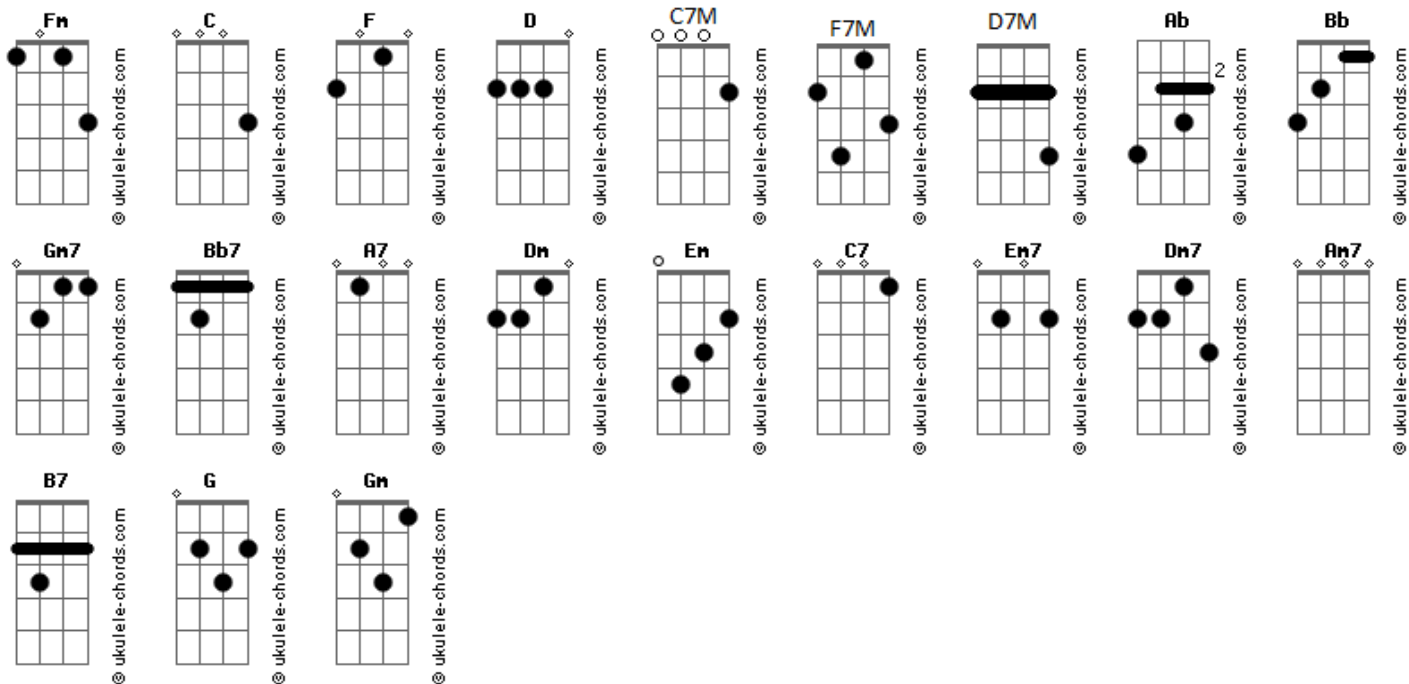 Fm C F D C7M F7M D7M Ab Bb
2
© ukulele-chords.com © ukulele-chords.com © ukulele-chords.com © ukulele-chords.com © ukulele-chords.com © ukulele-chords.com © ukulele-chords.com © ukulele-chords.com © ukulele-chords.com
Gm7 Bb7 A7 Dm Em C7 Em7 Dm7 Am7
© ukulele-chords.com © ukulele-chords.com © ukulele-chords.com © ukulele-chords.com © ukulele-chords.com © ukulele-chords.com © ukulele-chords.com © ukulele-chords.com © ukulele-chords.com
B7 G Gm
© ukulele-chords.com © ukulele-chords.com © ukulele-chords.com